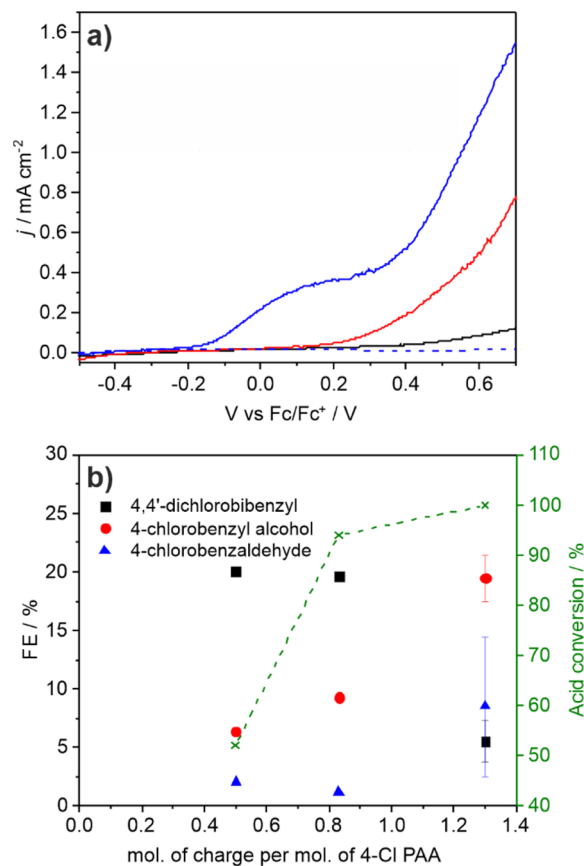 a)
1.6
1.4
1.2
1.0
0.8
0.6
0.4
0.2
0.0
j / mA cm⁻²
-0.4 -0.2 0.0 0.2 0.4 0.6
V vs Fc/Fc⁺ / V
b)
30
25
20
15
10
5
0
FE / %
4,4'-dichlorobibenzyl
4-chlorobenzyl alcohol
4-chlorobenzaldehyde
110
100
90
80
70
60
50
40
Acid conversion / %
0.0 0.2 0.4 0.6 0.8 1.0 1.2 1.4
mol. of charge per mol. of 4-Cl PAA